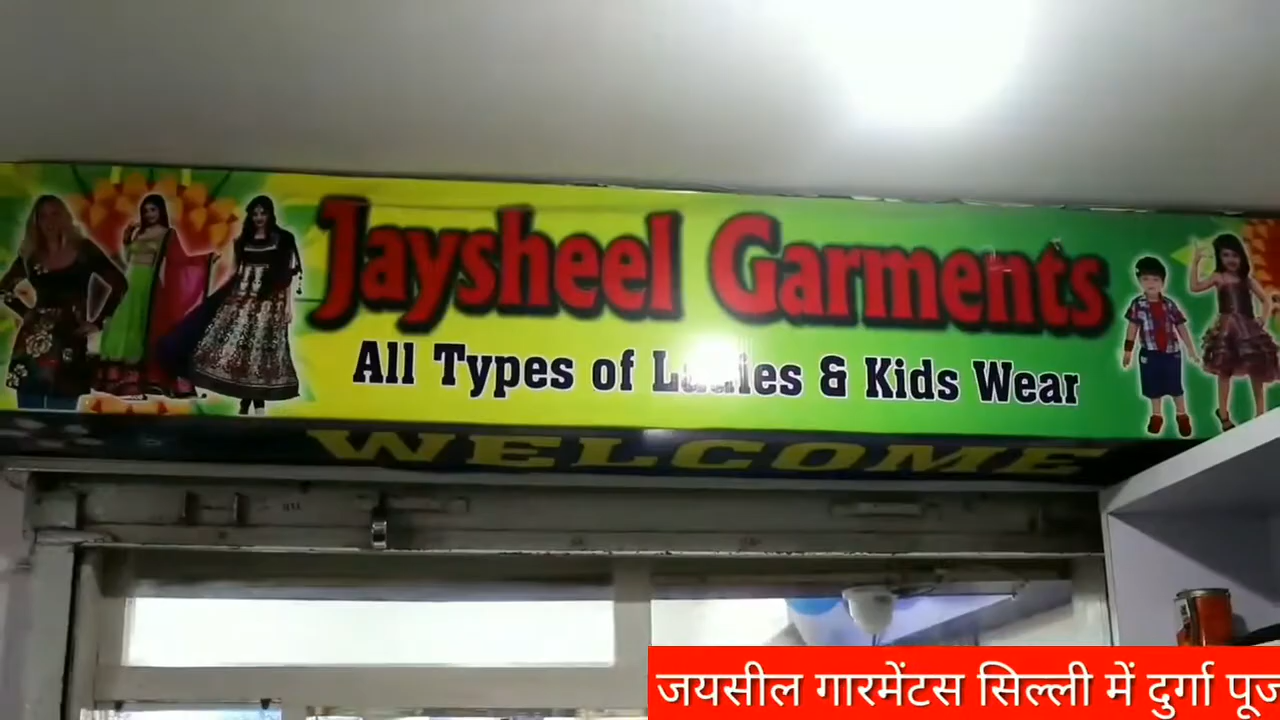 Jaysheel Garments
All Types of Ladies & Kids Wear
WELCOME
जयसील गारमेंटस सिल्ली में दुर्गा